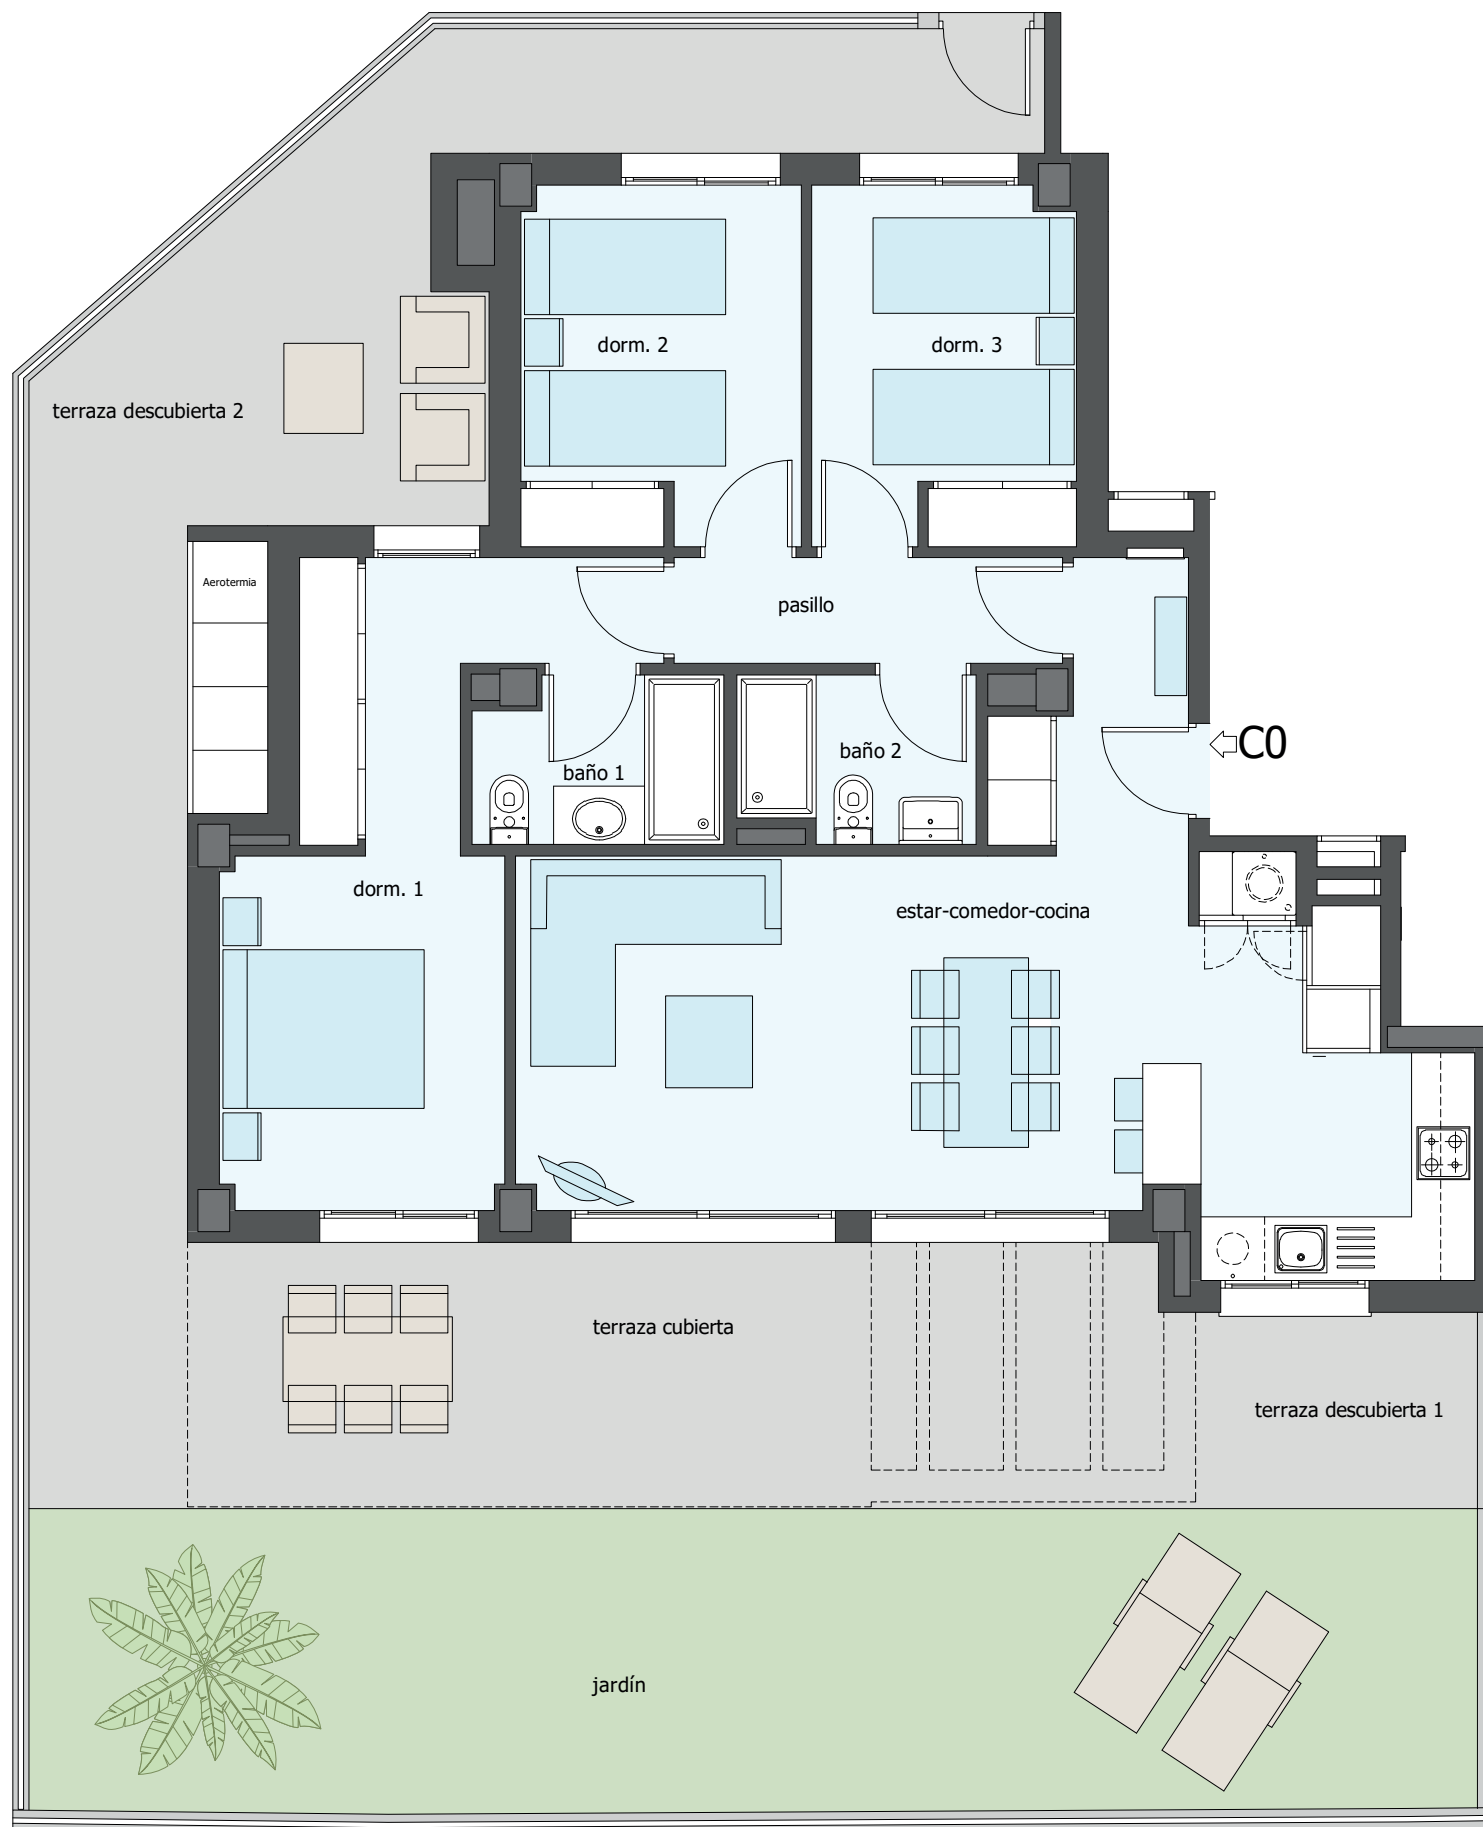 dorm. 2
dorm. 3
terraza descubierta 2
Aerotermia
pasillo
C0
baño 2
baño 1
dorm. 1
estar-comedor-cocina
terraza cubierta
terraza descubierta 1
jardín